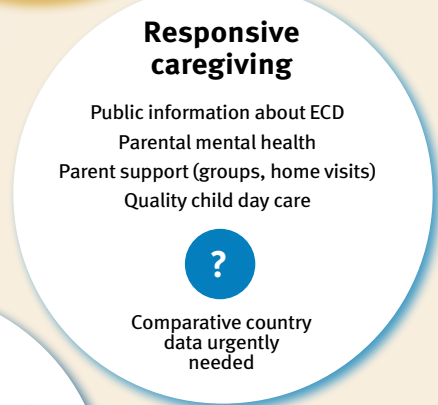 Responsive
caregiving
Public information about ECD
Parental mental health
Parent support (groups, home visits)
Quality child day care
?
Comparative country
data urgently
needed